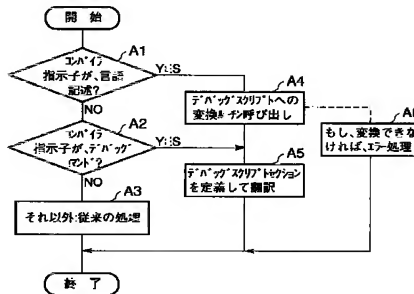 開始
A1
コンパイラ
指示子が、言語
記述?
YES
NO
A2
コンパイラ
指示子が、デバッグ
コマンド?
YES
NO
A3
それ以外:従来の処理
A4
デバッグスクリプトへの
変換ルーチン呼び出し
A5
デバッグスクリプトセクション
を定義して翻訳
もし、変換できな
ければ、エラー処理
終了